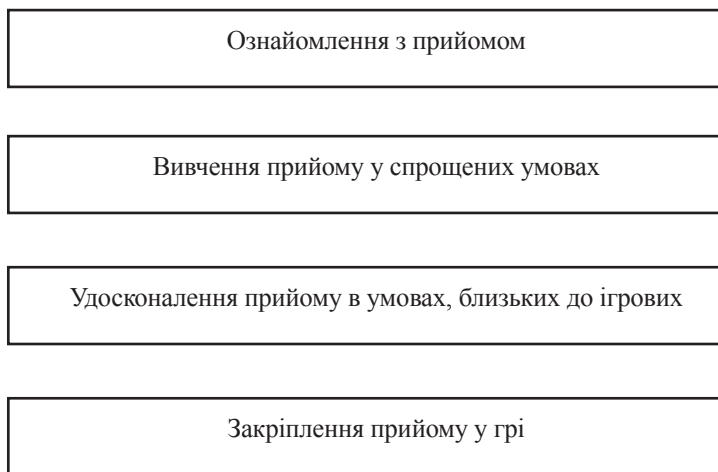 Ознайомлення з прийомом
Вивчення прийому у спрощених умовах
Удосконалення прийому в умовах, близьких до ігрових
Закріплення прийому у грі